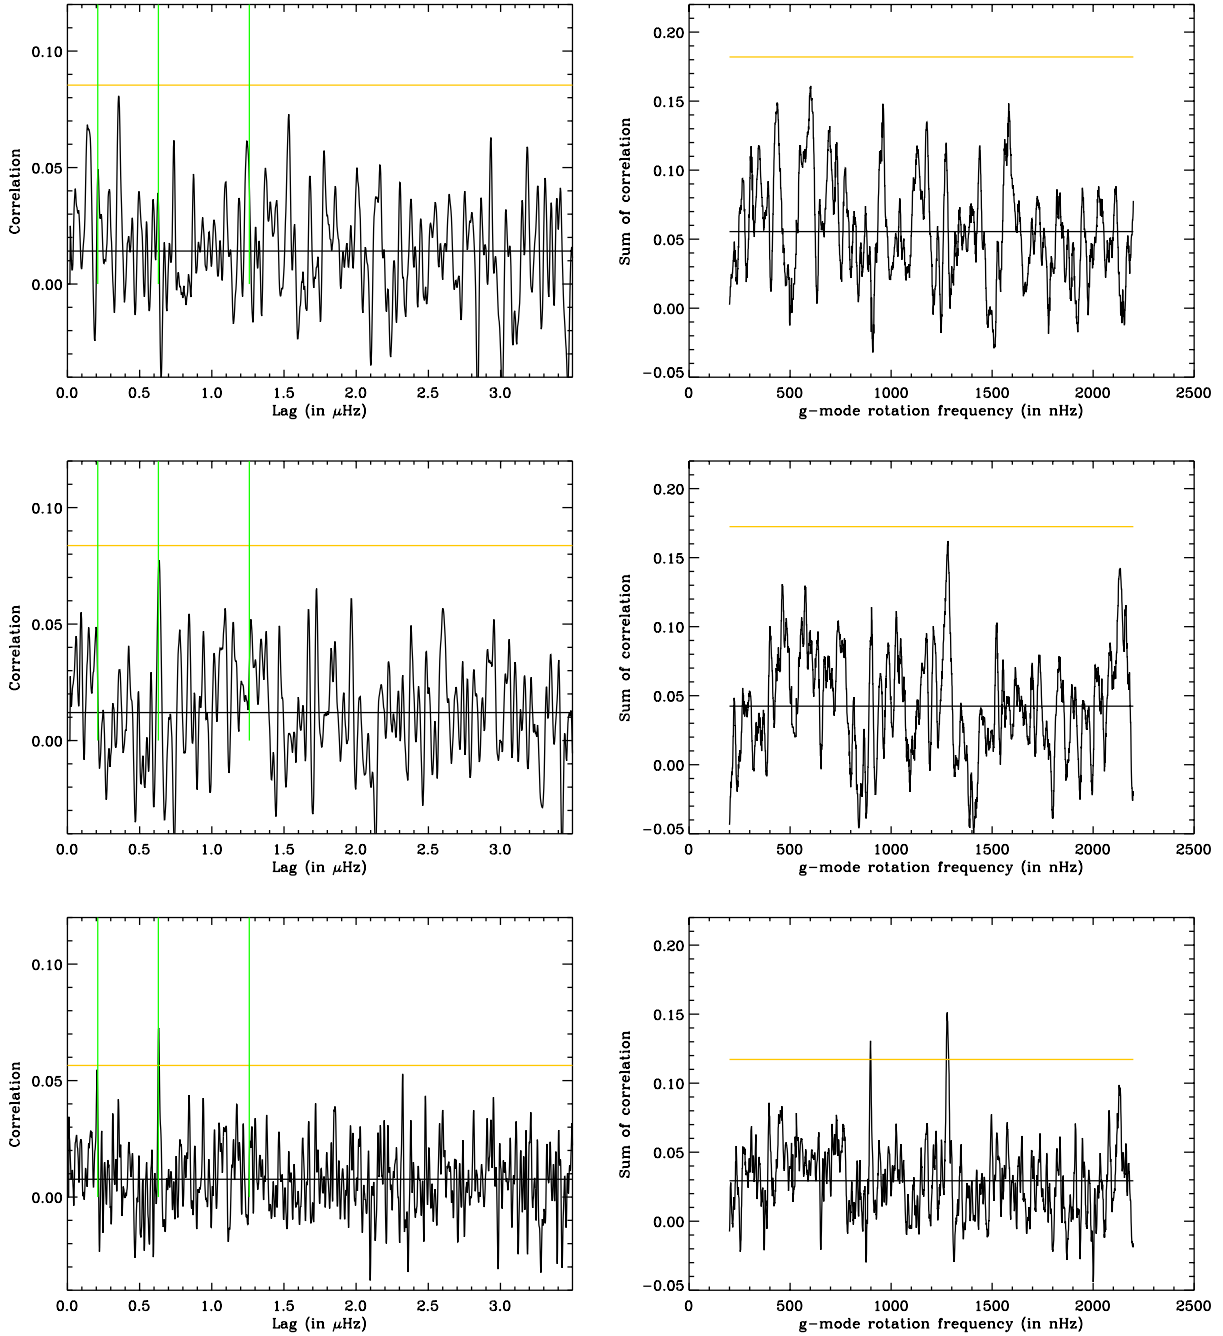 0.10
0.05
0.00
Correlation
0.0 0.5 1.0 1.5 2.0 2.5 3.0
Lag (in μHz)
0.20
0.15
0.10
0.05
0.00
−0.05
Sum of correlation
0 500 1000 1500 2000 2500
g−mode rotation frequency (in nHz)
0.10
0.05
0.00
Correlation
0.0 0.5 1.0 1.5 2.0 2.5 3.0
Lag (in μHz)
0.20
0.15
0.10
0.05
0.00
−0.05
Sum of correlation
0 500 1000 1500 2000 2500
g−mode rotation frequency (in nHz)
0.10
0.05
0.00
Correlation
0.0 0.5 1.0 1.5 2.0 2.5 3.0
Lag (in μHz)
0.20
0.15
0.10
0.05
0.00
−0.05
Sum of correlation
0 500 1000 1500 2000 2500
g−mode rotation frequency (in nHz)